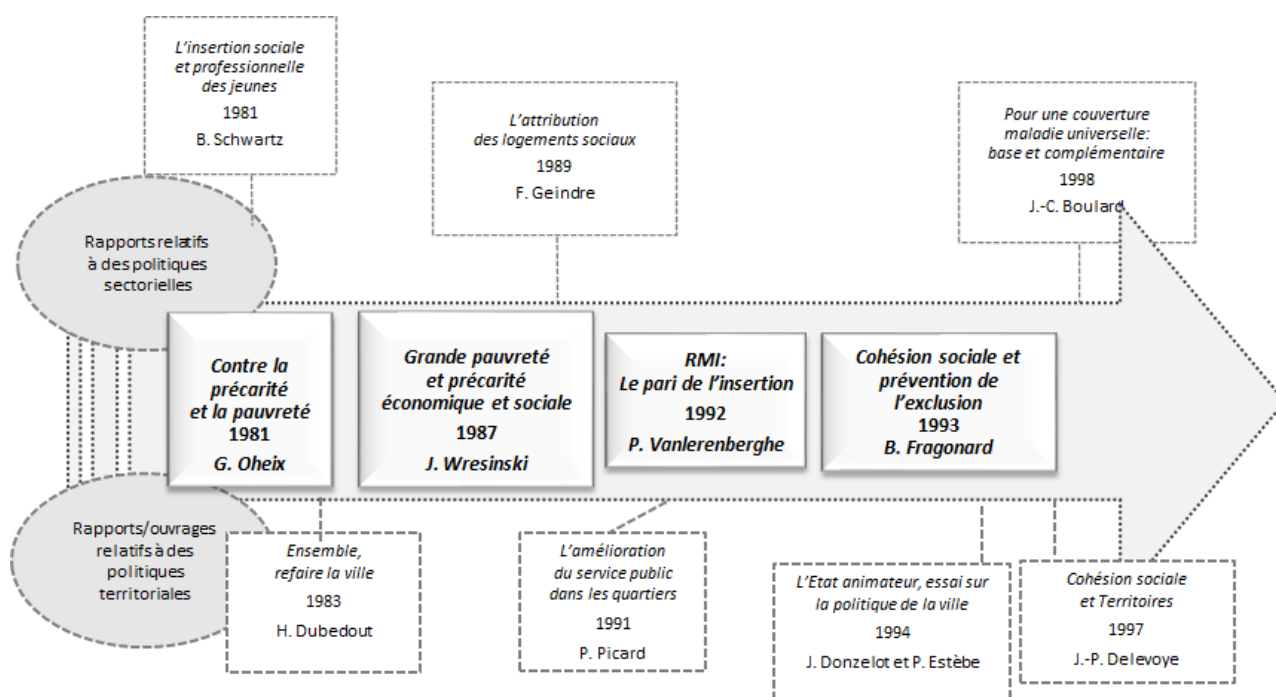 L'insertion sociale
et professionnelle
des jeunes
1981
B. Schwartz
L'attribution
des logements sociaux
1989
F. Geindre
Pour une couverture
maladie universelle:
base et complémentaire
1998
J.-C. Boulard
Rapports relatifs
à des politiques
sectorielles
Contre la
précarité
et la pauvreté
1981
G. Oheix
Grande pauvreté
et précarité
économique et sociale
1987
J. Wresinski
RMI:
Le pari de l'insertion
1992
P. Vanlerenberghe
Cohésion sociale et
prévention de
l'exclusion
1993
B. Fragonard
Rapports/ouvrages
relatifs à des
politiques
territoriales
Ensemble,
refaire la ville
1983
H. Dubedout
L'amélioration
du service public
dans les quartiers
1991
P. Picard
L'Etat animateur, essai sur
la politique de la ville
1994
J. Donzelot et P. Estèbe
Cohésion sociale
et Territoires
1997
J.-P. Delevoye